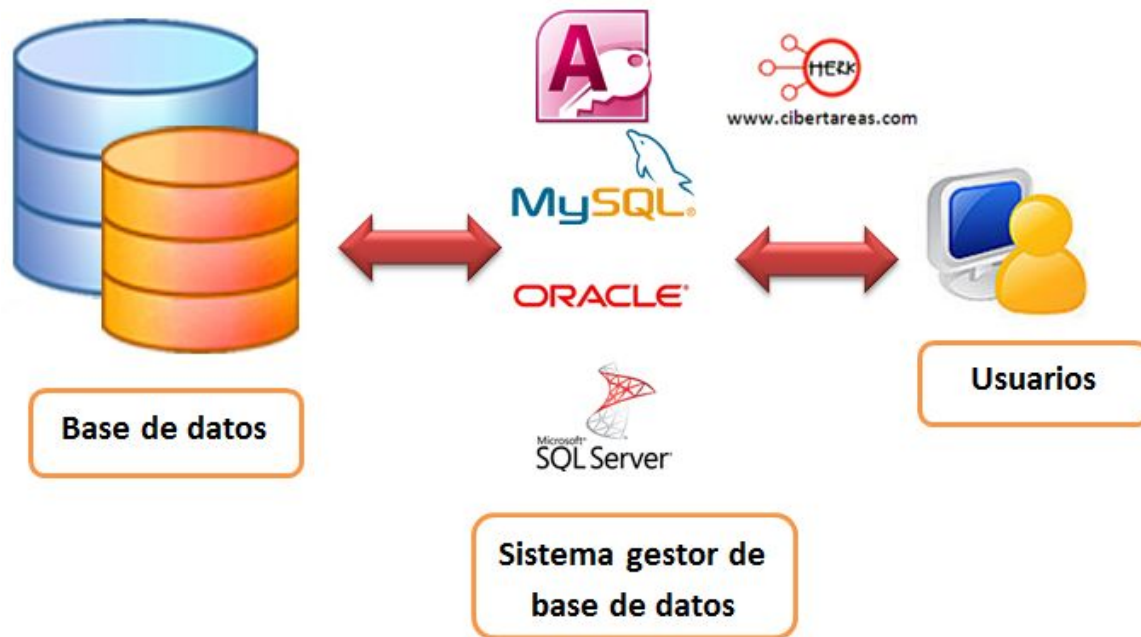 A
HERK
www.cibertareas.com
MySQL®
ORACLE®
Microsoft®
SQL Server®
Base de datos
Usuarios
Sistema gestor de
base de datos